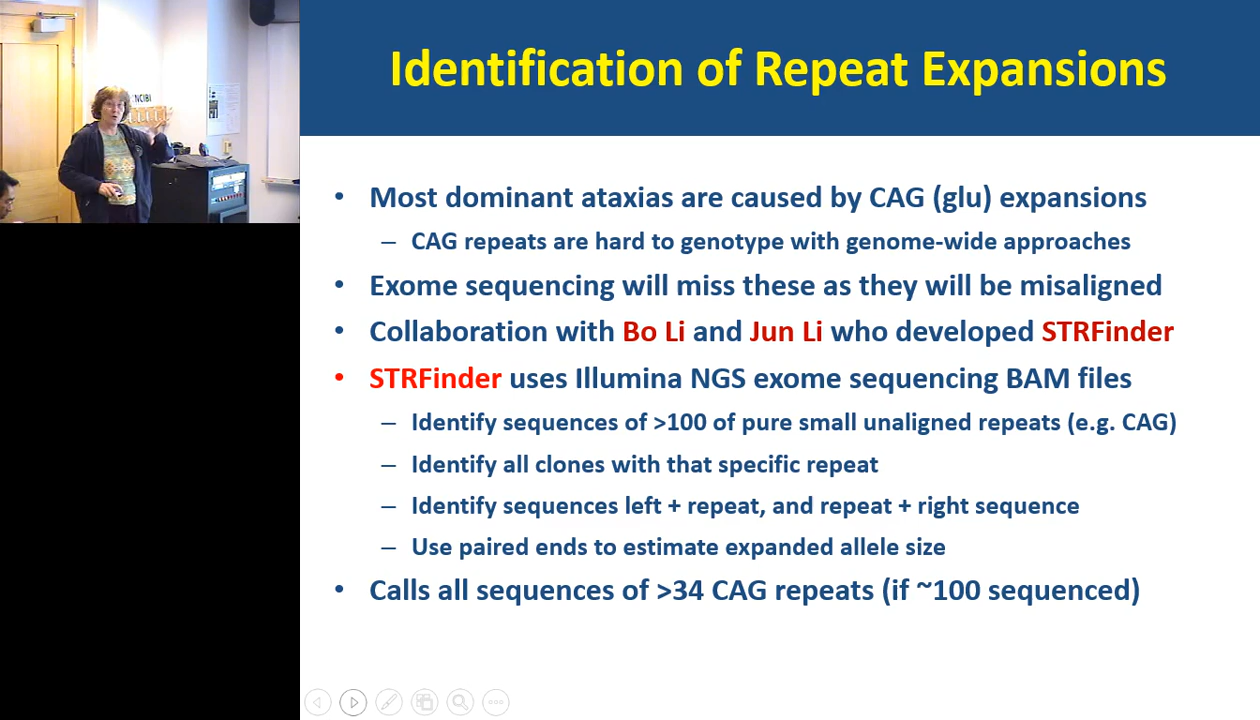 Identification of Repeat Expansions
NCIBI
• Most dominant ataxias are caused by CAG (glu) expansions
– CAG repeats are hard to genotype with genome-wide approaches
• Exome sequencing will miss these as they will be misaligned
• Collaboration with Bo Li and Jun Li who developed STRFinder
• STRFinder uses Illumina NGS exome sequencing BAM files
– Identify sequences of >100 of pure small unaligned repeats (e.g. CAG)
– Identify all clones with that specific repeat
– Identify sequences left + repeat, and repeat + right sequence
– Use paired ends to estimate expanded allele size
• Calls all sequences of >34 CAG repeats (if ~100 sequenced)